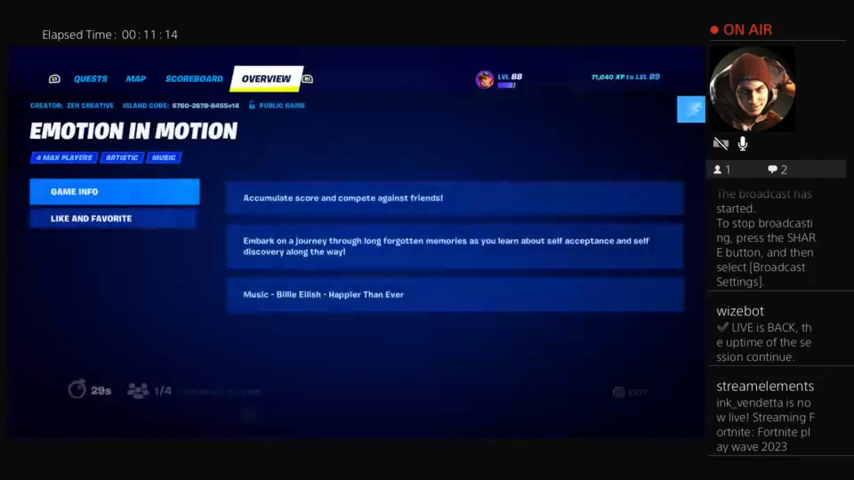 Elapsed Time : 00:11:14
ON AIR
QUESTS MAP SCOREBOARD OVERVIEW
LVL 88
71,040 XP to LVL 89
CREATOR: ZEN CREATIVE ISLAND CODE: 6760-2678-8455v14 PUBLIC GAME
EMOTION IN MOTION
4 MAX PLAYERS ARTISTIC MUSIC
GAME INFO
LIKE AND FAVORITE
Accumulate score and compete against friends!
Embark on a journey through long forgotten memories as you learn about self acceptance and self
discovery along the way!
Music - Billie Eilish - Happier Than Ever
29s 1/4
EXIT
1 2
The broadcast has
started.
To stop broadcasti
ng, press the SHAR
E button, and then
select [Broadcast
Settings].
wizebot
LIVE is BACK, th
e uptime of the se
ssion continue.
streamelements
ink_vendetta is no
w live! Streaming F
ortnite: Fortnite pl
ay wave 2023